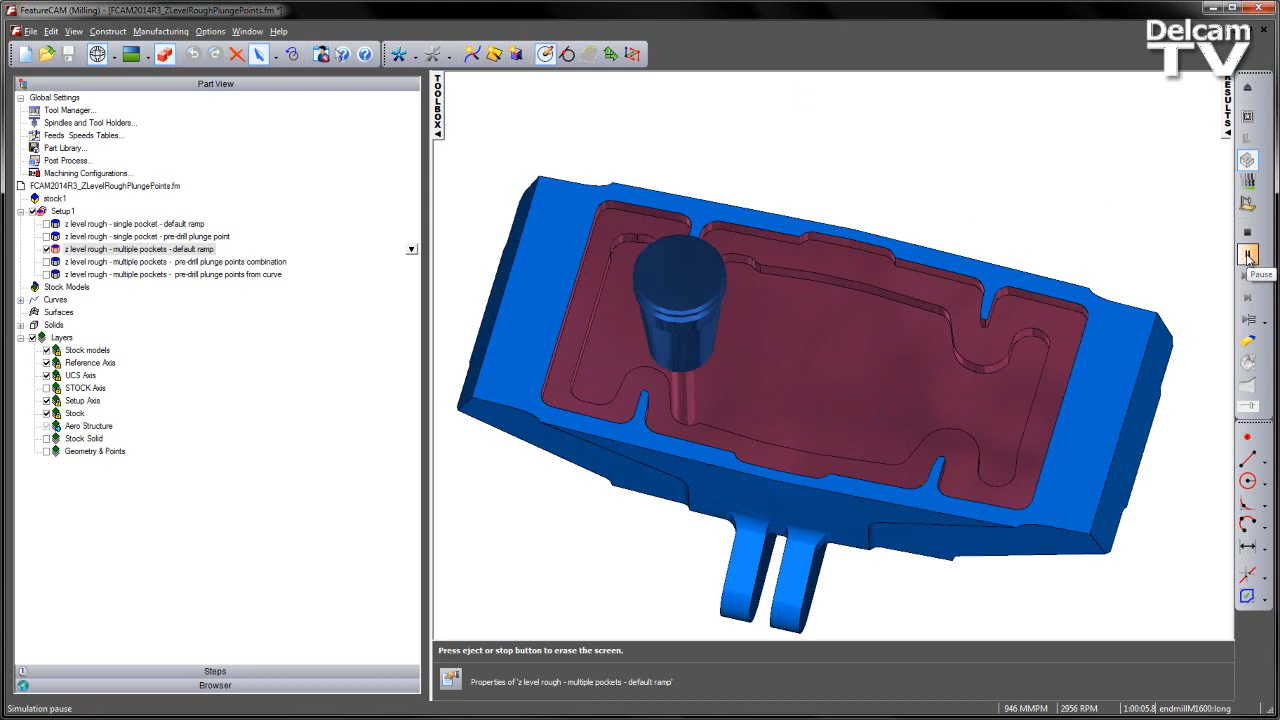 FeatureCAM (Milling) - [FCAM2014R3_ZLevelRoughPlungePoints.fm *]
File Edit View Construct Manufacturing Options Window Help
Delcam
TV
Part View
TOOLBOX
RESULTS
Global Settings
Tool Manager...
Spindles and Tool Holders...
Feeds Speeds Tables...
Part Library...
Post Process...
Machining Configurations...
FCAM2014R3_ZLevelRoughPlungePoints.fm
stock1
Setup1
z level rough - single pocket - default ramp
z level rough - single pocket - pre-drill plunge point
z level rough - multiple pockets - default ramp
z level rough - multiple pockets - pre-drill plunge points combination
z level rough - multiple pockets - pre-drill plunge points from curve
Stock Models
Curves
Surfaces
Solids
Layers
Stock models
Reference Axis
UCS Axis
STOCK Axis
Setup Axis
Stock
Aero Structure
Stock Solid
Geometry & Points
Pause
Press eject or stop button to erase the screen.
Steps
Properties of 'z level rough - multiple pockets - default ramp'
Browser
Simulation pause
946 MMPM 2956 RPM 1:00:05.8 endmillM1600:long